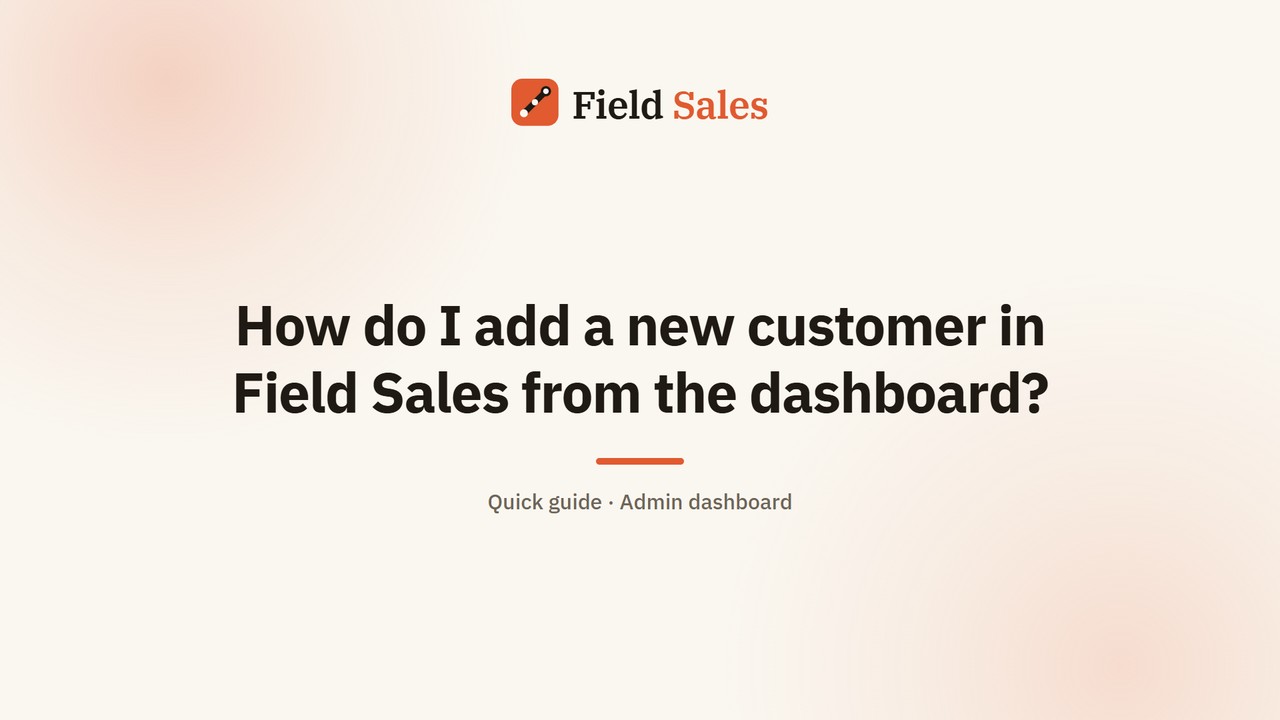 Field Sales
How do I add a new customer in
Field Sales from the dashboard?
Quick guide · Admin dashboard